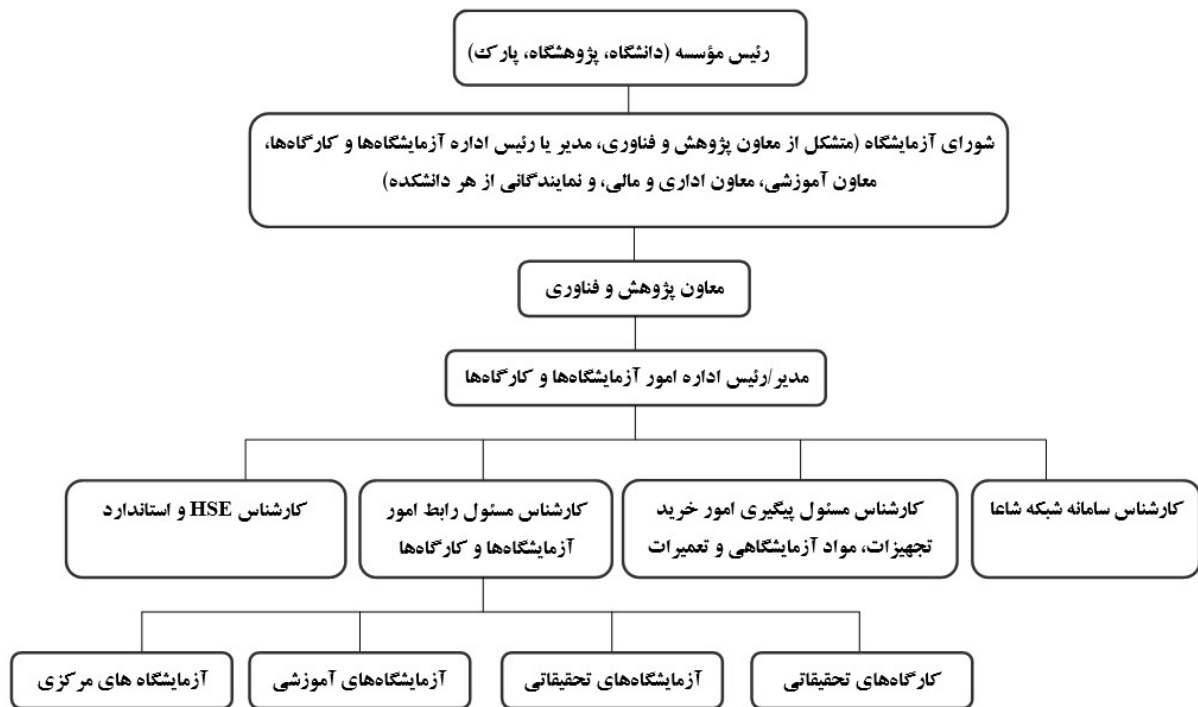 رئیس مؤسسه (دانشگاه، پژوهشگاه، پارک)
شورای آزمایشگاه (متشکل از معاون پژوهش و فناوری، مدیر یا رئیس اداره آزمایشگاه‌ها و کارگاه‌ها،
معاون آموزشی، معاون اداری و مالی، و نمایندگانی از هر دانشکده)
معاون پژوهش و فناوری
مدیر/رئیس اداره امور آزمایشگاه‌ها و کارگاه‌ها
کارشناس سامانه شبکه شاعا
کارشناس مسئول پیگیری امور خرید
تجهیزات، مواد آزمایشگاهی و تعمیرات
کارشناس مسئول رابط امور
آزمایشگاه‌ها و کارگاه‌ها
کارشناس HSE و استاندارد
کارگاه‌های تحقیقاتی
آزمایشگاه‌های تحقیقاتی
آزمایشگاه‌های آموزشی
آزمایشگاه های مرکزی